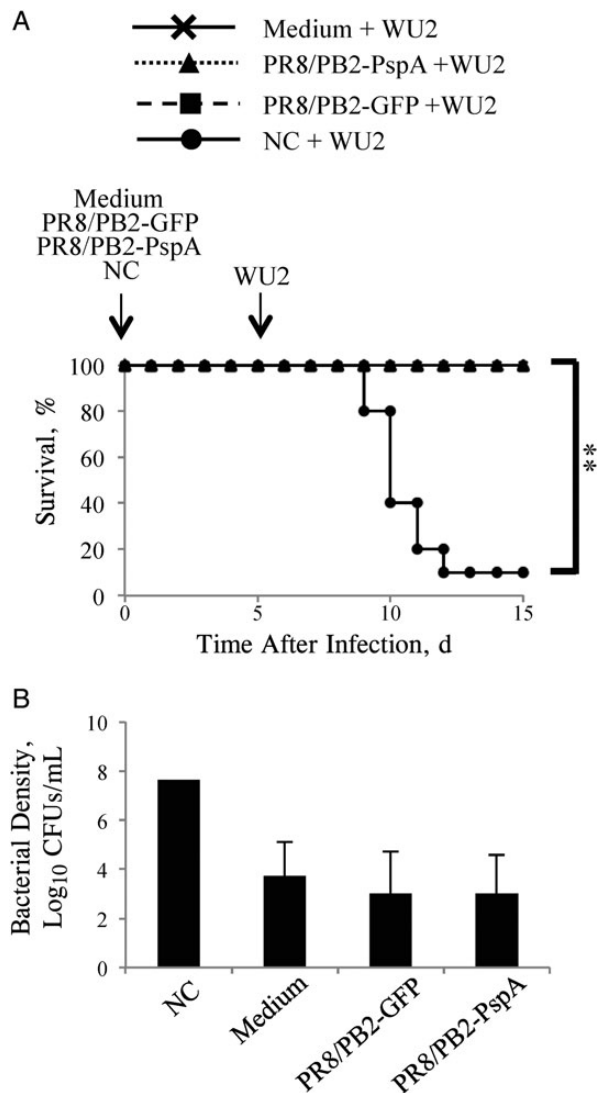 A
Medium + WU2
PR8/PB2-PspA +WU2
PR8/PB2-GFP +WU2
NC + WU2
Medium
PR8/PB2-GFP
PR8/PB2-PspA
NC
WU2
100
80
60
40
20
0
Survival, %
**
0 5 10 15
Time After Infection, d
B
10
8
6
4
2
0
Bacterial Density,
Log10 CFUs/mL
NC
Medium
PR8/PB2-GFP
PR8/PB2-PspA